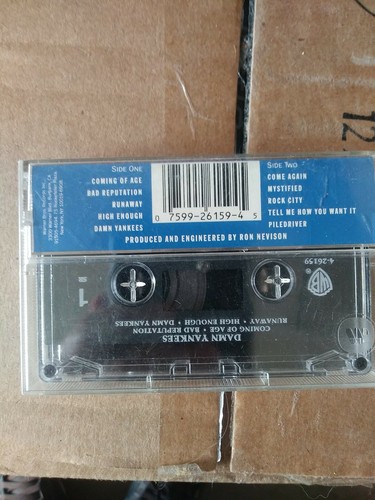 SIDE ONE
COMING OF AGE
BAD REPUTATION
RUNAWAY
HIGH ENOUGH
DAMN YANKEES
0 7599-26159-4 5
SIDE TWO
COME AGAIN
MYSTIFIED
ROCK CITY
TELL ME HOW YOU WANT IT
PILEDRIVER
PRODUCED AND ENGINEERED BY RON NEVISON
4-26159
1
DAMN YANKEES
COMING OF AGE • BAD REPUTATION
RUNAWAY • HIGH ENOUGH • DAMN YANKEES
12